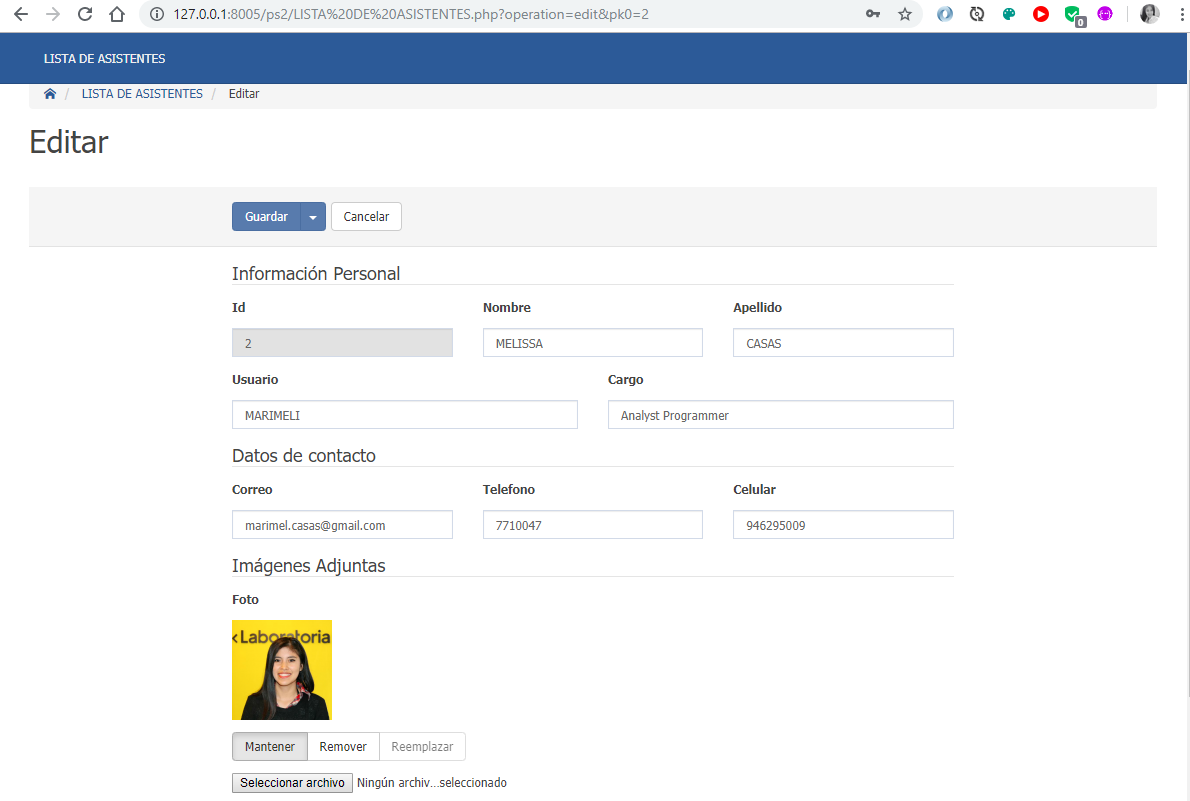 127.0.0.1:8005/ps2/LISTA%20DE%20ASISTENTES.php?operation=edit&pk0=2
0
LISTA DE ASISTENTES
/ LISTA DE ASISTENTES / Editar
Editar
Guardar Cancelar
Información Personal
Id Nombre Apellido
2 MELISSA CASAS
Usuario Cargo
MARIMELI Analyst Programmer
Datos de contacto
Correo Telefono Celular
marimel.casas@gmail.com 7710047 946295009
Imágenes Adjuntas
Foto
‹ Laboratoria
Mantener Remover Reemplazar
Seleccionar archivo Ningún archiv...seleccionado